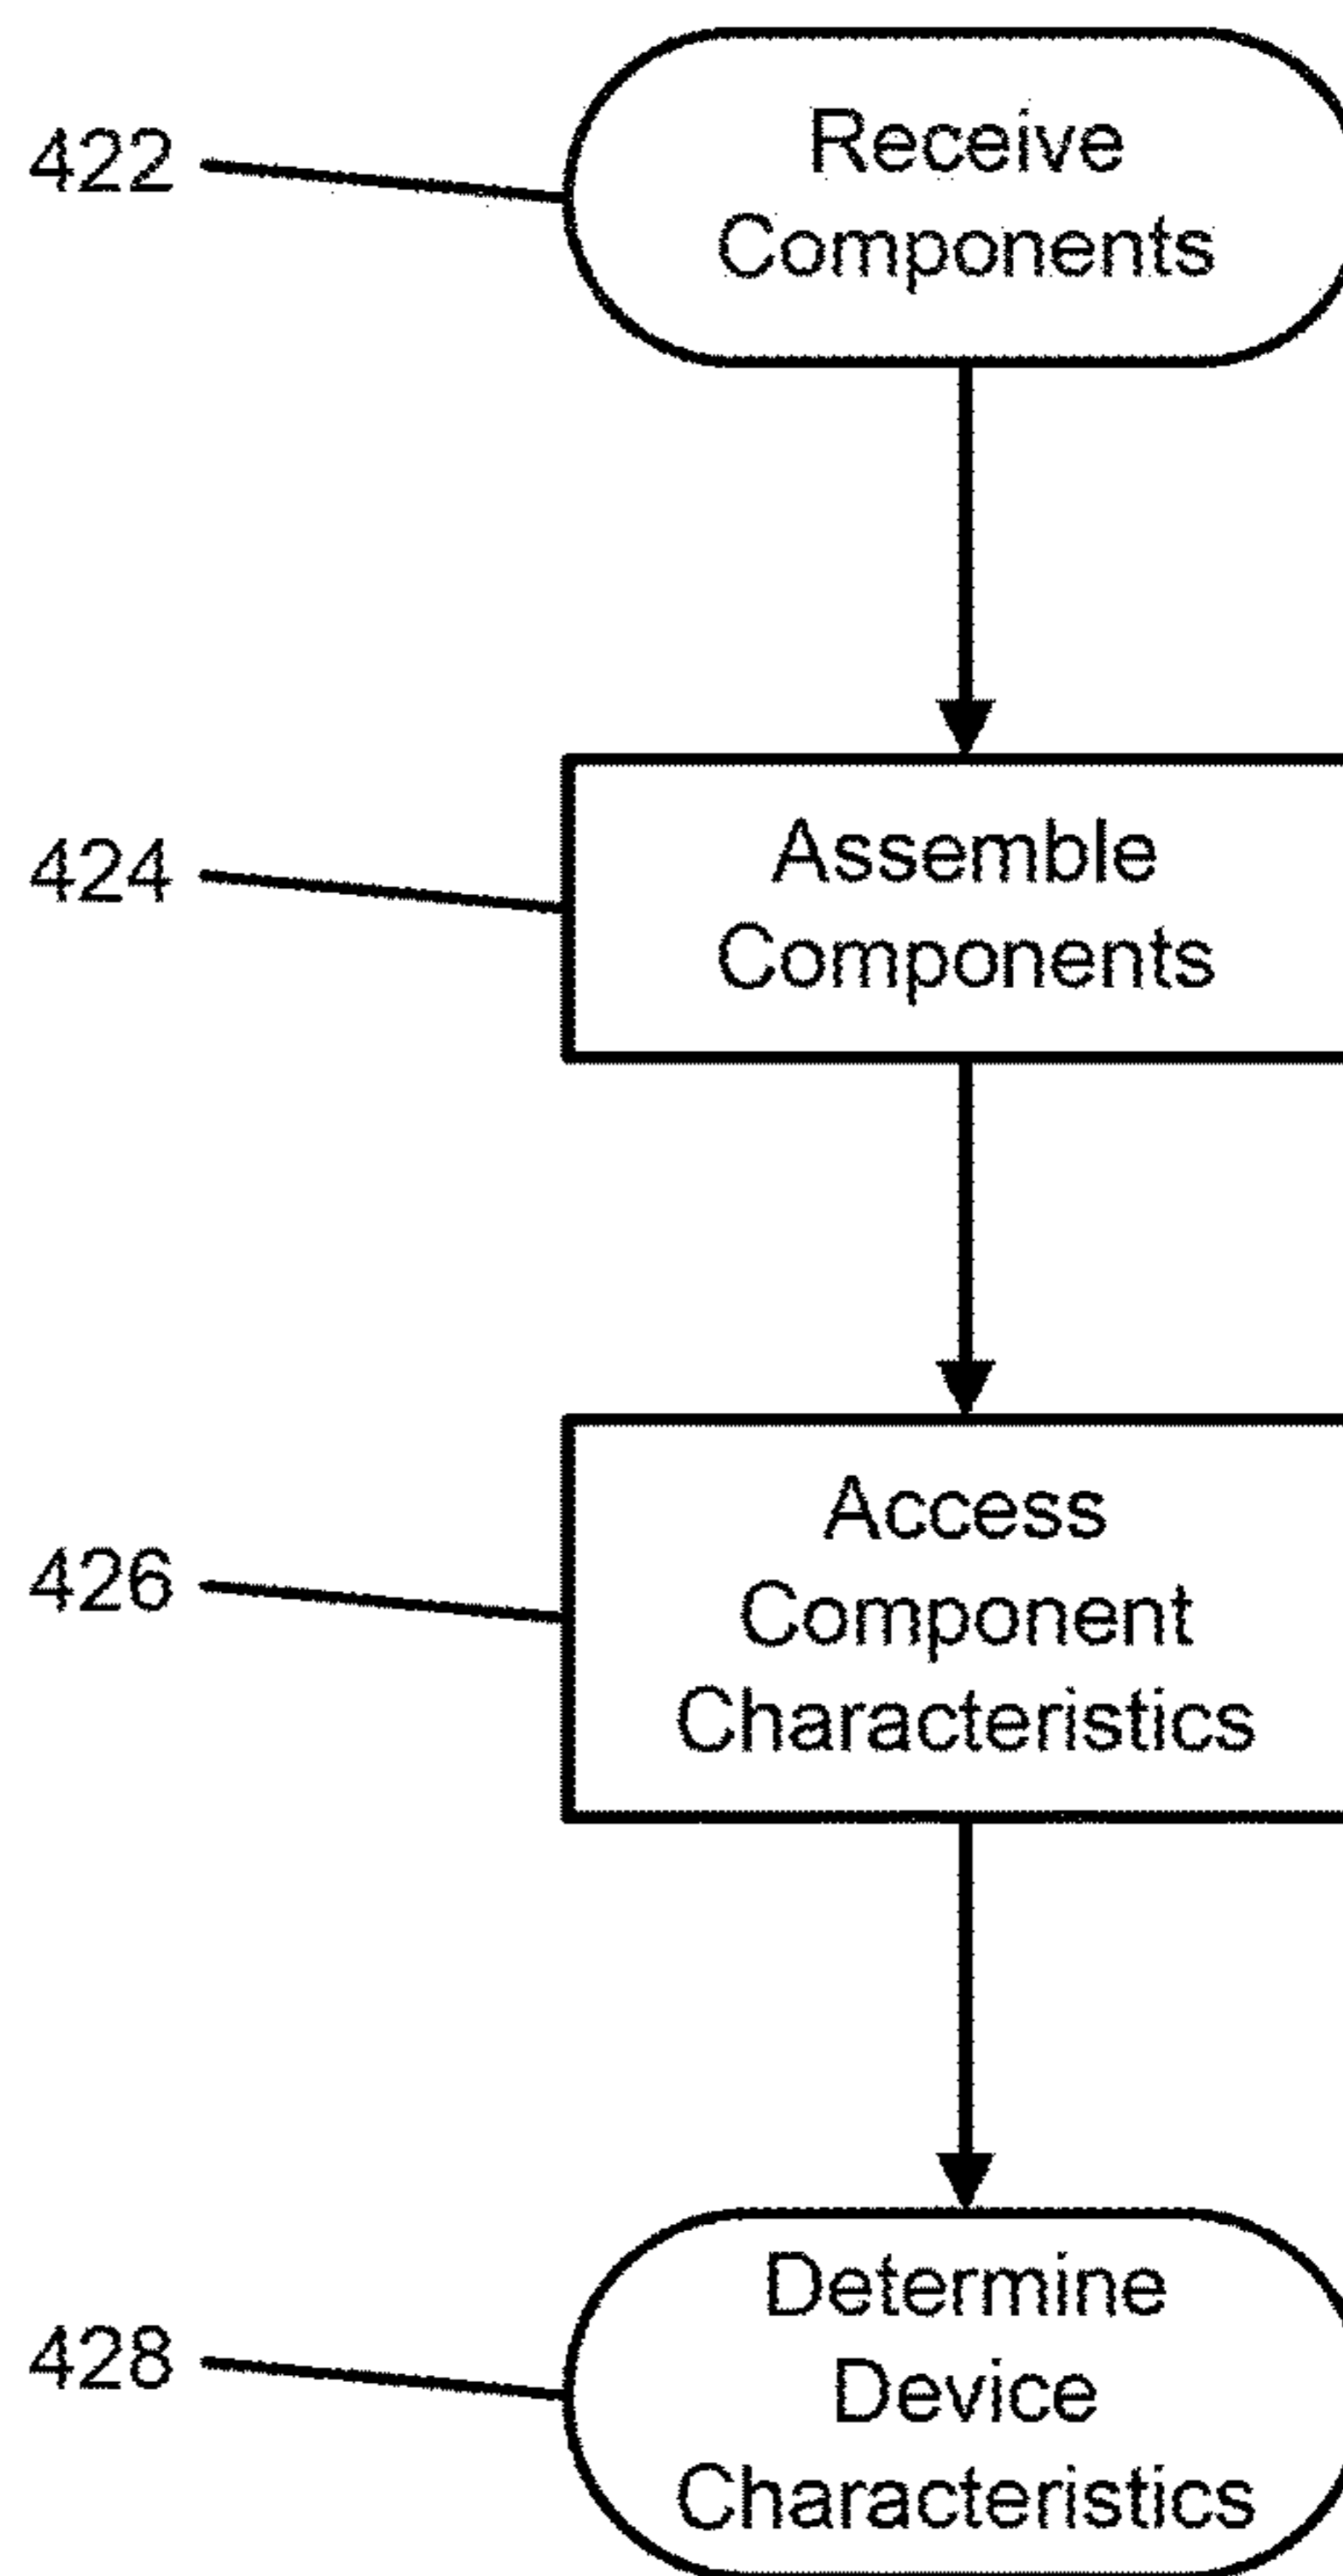 422
Receive
Components
424
Assemble
Components
426
Access
Component
Characteristics
428
Determine
Device
Characteristics